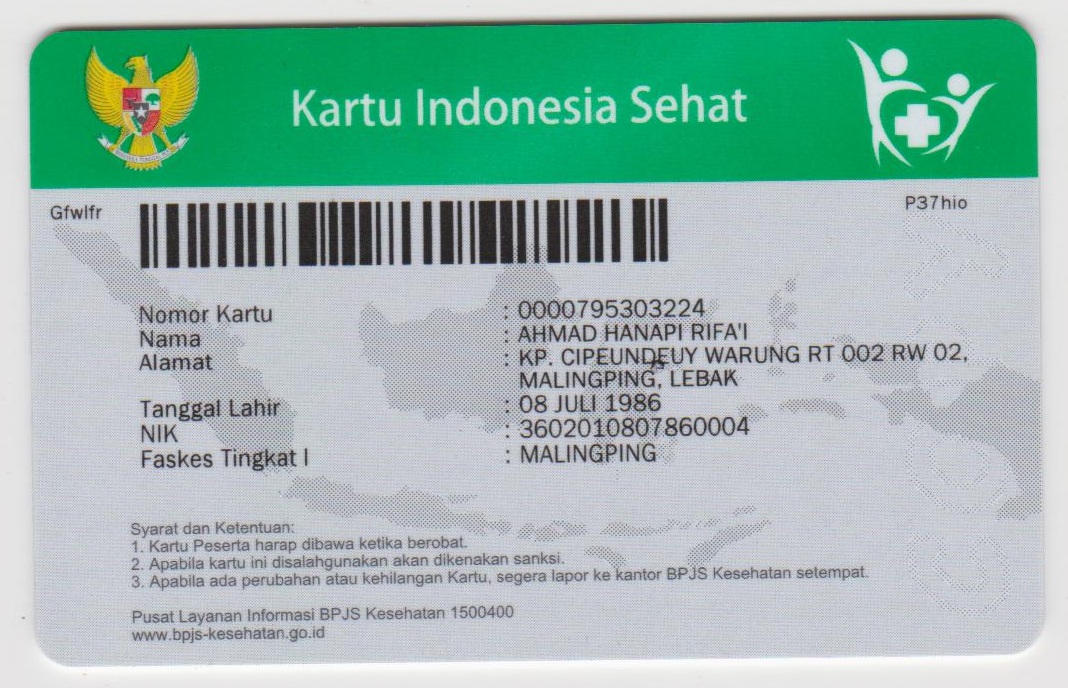 Kartu Indonesia Sehat
Gfwlfr
P37hio
Nomor Kartu : 0000795303224
Nama : AHMAD HANAPI RIFA'I
Alamat : KP. CIPEUNDEUY WARUNG RT 002 RW 02,
MALINGPING, LEBAK
Tanggal Lahir : 08 JULI 1986
NIK : 3602010807860004
Faskes Tingkat I : MALINGPING
Syarat dan Ketentuan:
1. Kartu Peserta harap dibawa ketika berobat.
2. Apabila kartu ini disalahgunakan akan dikenakan sanksi.
3. Apabila ada perubahan atau kehilangan Kartu, segera lapor ke kantor BPJS Kesehatan setempat.
Pusat Layanan Informasi BPJS Kesehatan 1500400
www.bpjs-kesehatan.go.id